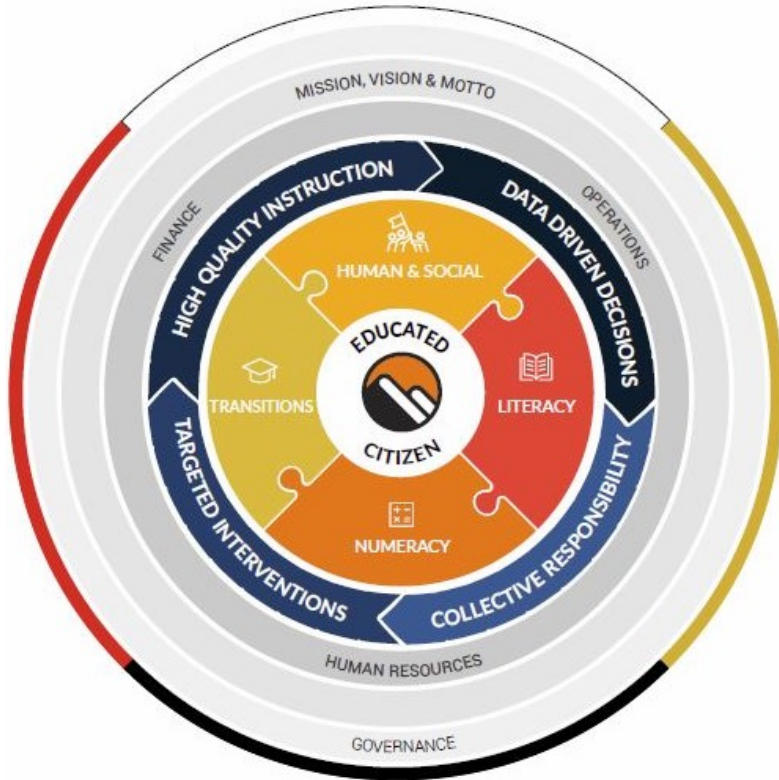 MISSION, VISION & MOTTO
FINANCE
OPERATIONS
HIGH QUALITY INSTRUCTION
DATA DRIVEN DECISIONS
HUMAN & SOCIAL
EDUCATED
CITIZEN
TRANSITIONS
LITERACY
NUMERACY
TARGETED INTERVENTIONS
COLLECTIVE RESPONSIBILITY
HUMAN RESOURCES
GOVERNANCE